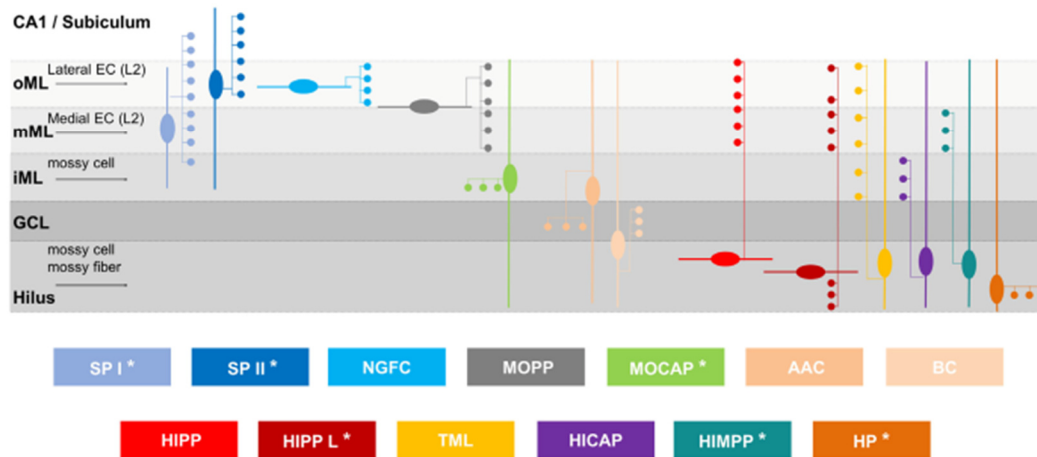 CA1 / Subiculum
oML
Lateral EC (L2)
mML
Medial EC (L2)
iML
mossy cell
GCL
mossy cell
mossy fiber
Hilus
SP I *
SP II *
NGFC
MOPP
MOCAP *
AAC
BC
HIPP
HIPP L *
TML
HICAP
HIMPP *
HP *